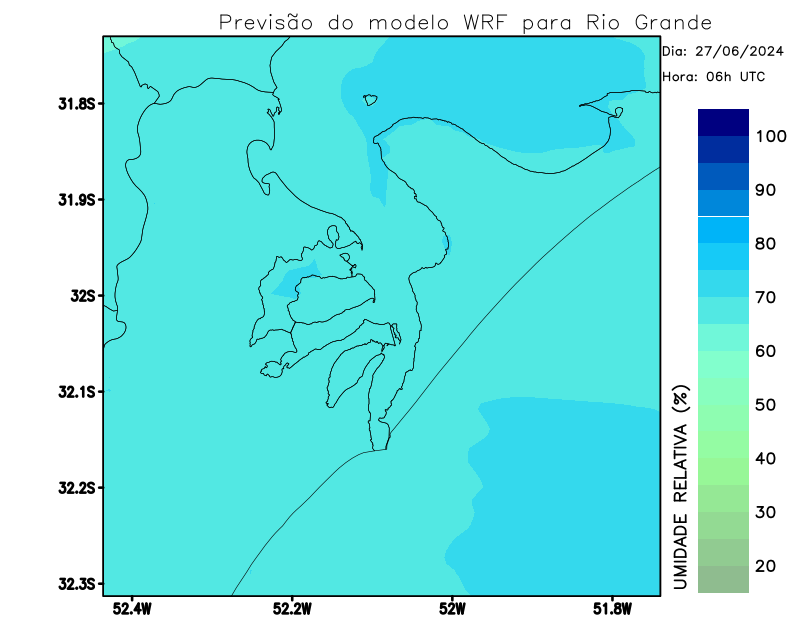 Previsão do modelo WRF para Rio Grande
Dia: 27/06/2024
Hora: 06h UTC
31.8S
31.9S
32S
32.1S
32.2S
32.3S
52.4W
52.2W
52W
51.8W
UMIDADE RELATIVA (%)
100
90
80
70
60
50
40
30
20